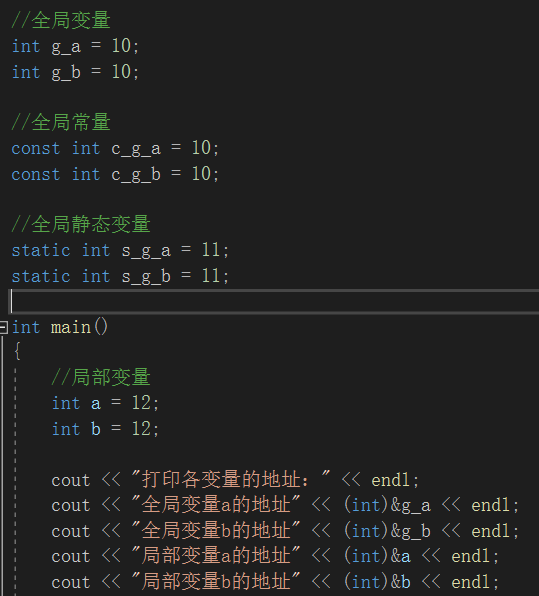 //全局变量
int g_a = 10;
int g_b = 10;
//全局常量
const int c_g_a = 10;
const int c_g_b = 10;
//全局静态变量
static int s_g_a = 11;
static int s_g_b = 11;
int main()
{
//局部变量
int a = 12;
int b = 12;
cout << "打印各变量的地址：" << endl;
cout << "全局变量a的地址" << (int)&g_a << endl;
cout << "全局变量b的地址" << (int)&g_b << endl;
cout << "局部变量a的地址" << (int)&a << endl;
cout << "局部变量b的地址" << (int)&b << endl;